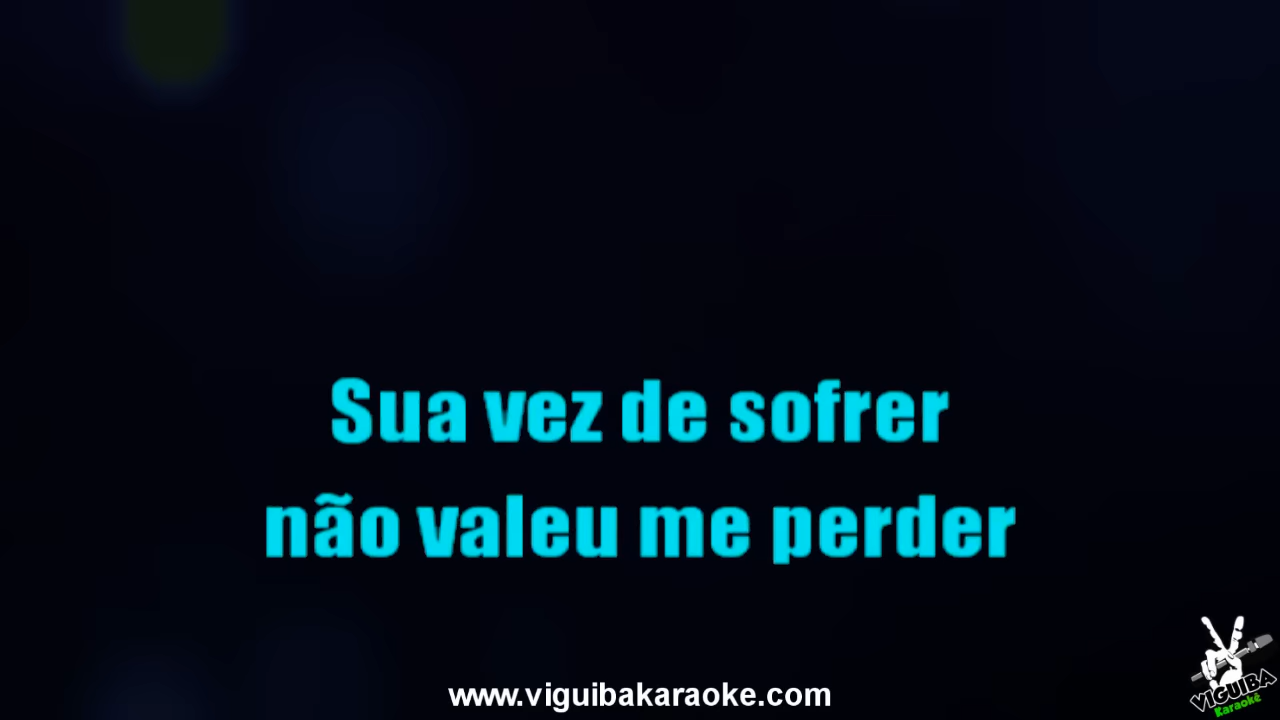 Sua vez de sofrer
não valeu me perder
www.viguibakaraoke.com
VIGUIBA
Karaokê